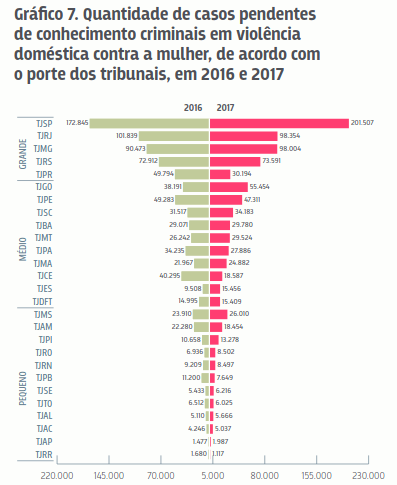 Gráfico 7. Quantidade de casos pendentes
de conhecimento criminais em violência
doméstica contra a mulher, de acordo com
o porte dos tribunais, em 2016 e 2017
2016 2017
GRANDE
TJSP 172.845 201.507
TJRJ 101.839 98.354
TJMG 90.473 98.004
TJRS 72.912 73.591
TJPR 49.794 30.194
MÉDIO
TJGO 38.191 55.454
TJPE 49.283 47.311
TJSC 31.517 34.183
TJBA 29.071 29.780
TJMT 26.242 29.524
TJPA 34.235 27.886
TJMA 21.967 24.882
TJCE 40.295 18.587
TJES 9.508 15.456
TJDFT 14.995 15.409
PEQUENO
TJMS 23.910 26.010
TJAM 22.280 18.454
TJPI 10.658 13.278
TJRO 6.936 8.502
TJRN 9.209 8.497
TJPB 11.200 7.649
TJSE 5.433 6.216
TJTO 6.512 6.025
TJAL 5.110 5.666
TJAC 4.246 5.037
TJAP 1.477 1.987
TJRR 1.680 1.117
220.000 145.000 70.000 5.000 80.000 155.000 230.000